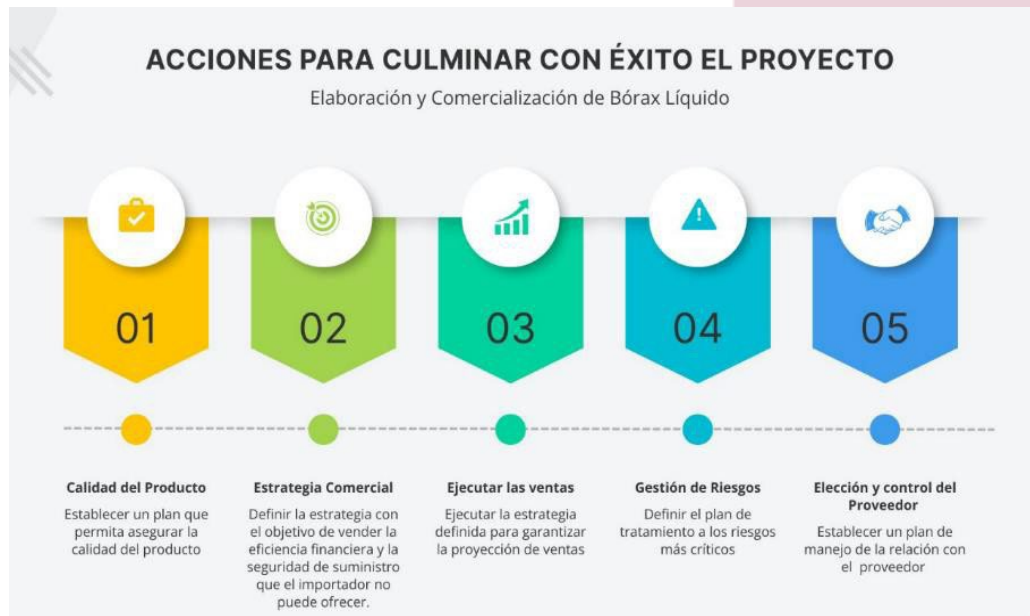 ACCIONES PARA CULMINAR CON ÉXITO EL PROYECTO
Elaboración y Comercialización de Bórax Líquido
01
02
03
04
05
Calidad del Producto
Establecer un plan que
permita asegurar la
calidad del producto
Estrategia Comercial
Definir la estrategia con
el objetivo de vender la
eficiencia financiera y la
seguridad de suministro
que el importador no
puede ofrecer.
Ejecutar las ventas
Ejecutar la estrategia
definida para garantizar
la proyección de ventas
Gestión de Riesgos
Definir el plan de
tratamiento a los riesgos
más críticos
Elección y control del
Proveedor
Establecer un plan de
manejo de la relación con
el proveedor